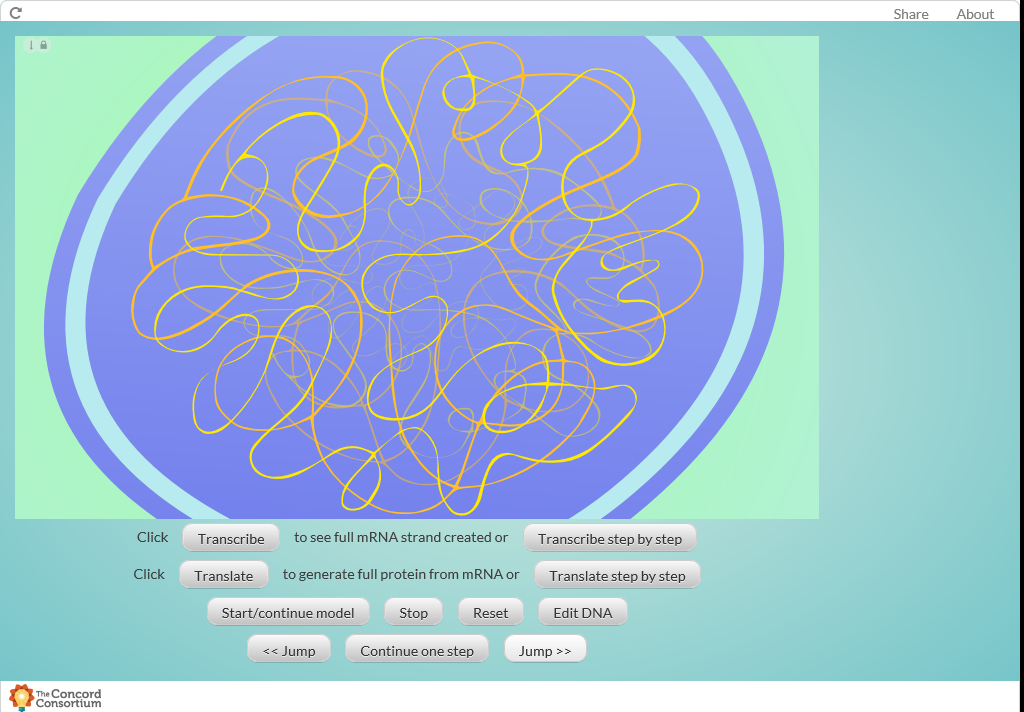 Share About
Click Transcribe to see full mRNA strand created or Transcribe step by step
Click Translate to generate full protein from mRNA or Translate step by step
Start/continue model Stop Reset Edit DNA
<< Jump Continue one step Jump >>
The Concord
Consortium